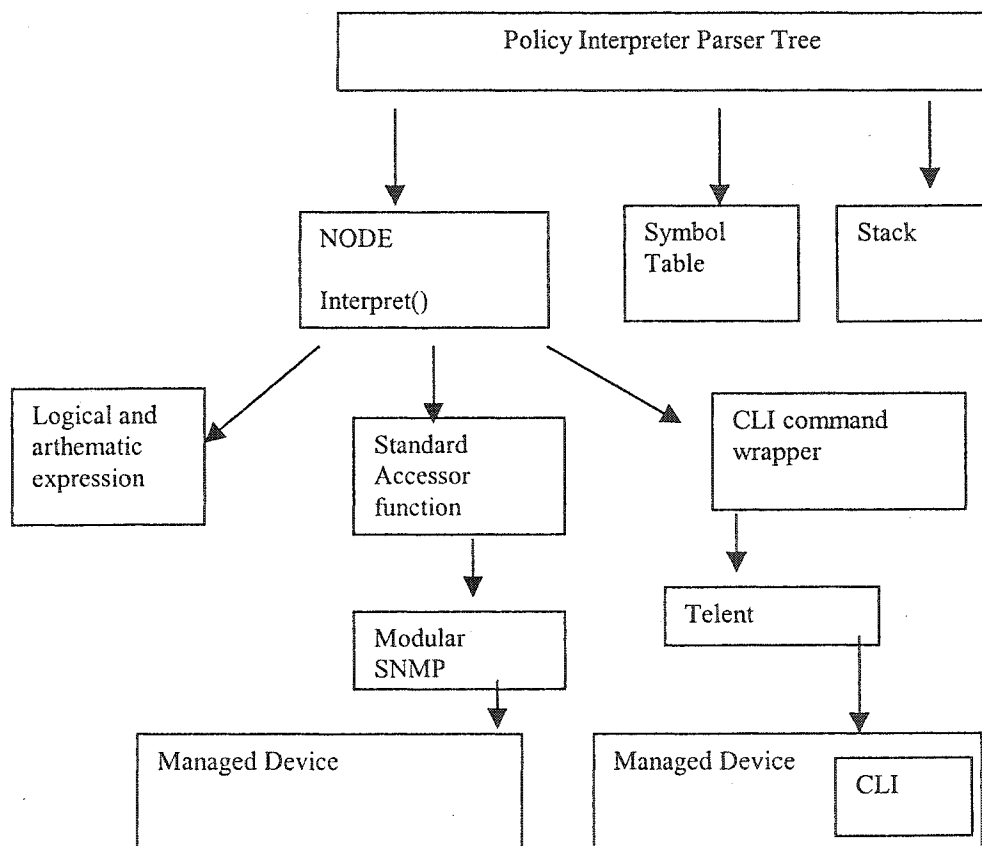 Policy Interpreter Parser Tree
NODE
Interpret()
Symbol
Table
Stack
Logical and
arthematic
expression
Standard
Accessor
function
CLI command
wrapper
Modular
SNMP
Telent
Managed Device
Managed Device
CLI